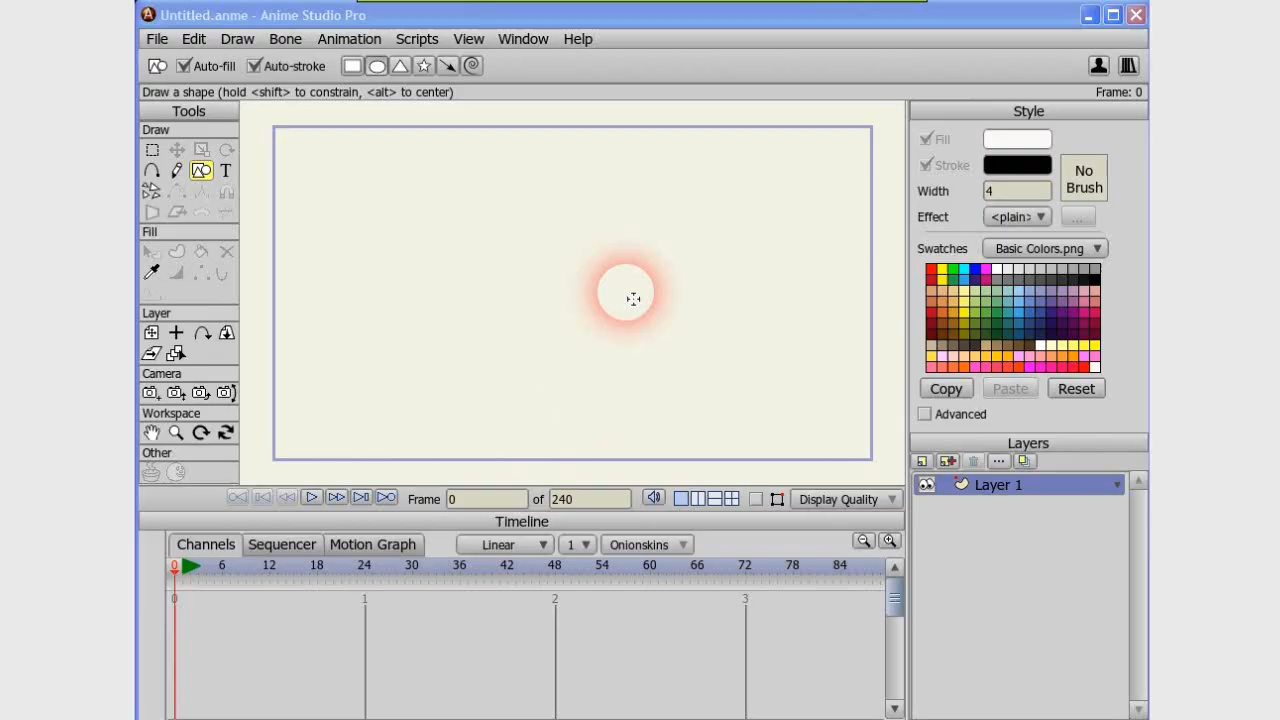 Untitled.anme - Anime Studio Pro
File Edit Draw Bone Animation Scripts View Window Help
Auto-fill Auto-stroke
Draw a shape (hold <shift> to constrain, <alt> to center) Frame: 0
Tools
Draw
T
Fill
Layer
Camera
Workspace
Other
Style
Fill
Stroke
No
Brush
Width 4
Effect <plain> ...
Swatches Basic Colors.png
Copy Paste Reset
Advanced
Layers
Layer 1
Frame 0 of 240 Display Quality
Timeline
Channels Sequencer Motion Graph Linear 1 Onionskins
0 6 12 18 24 30 36 42 48 54 60 66 72 78 84
0 1 2 3